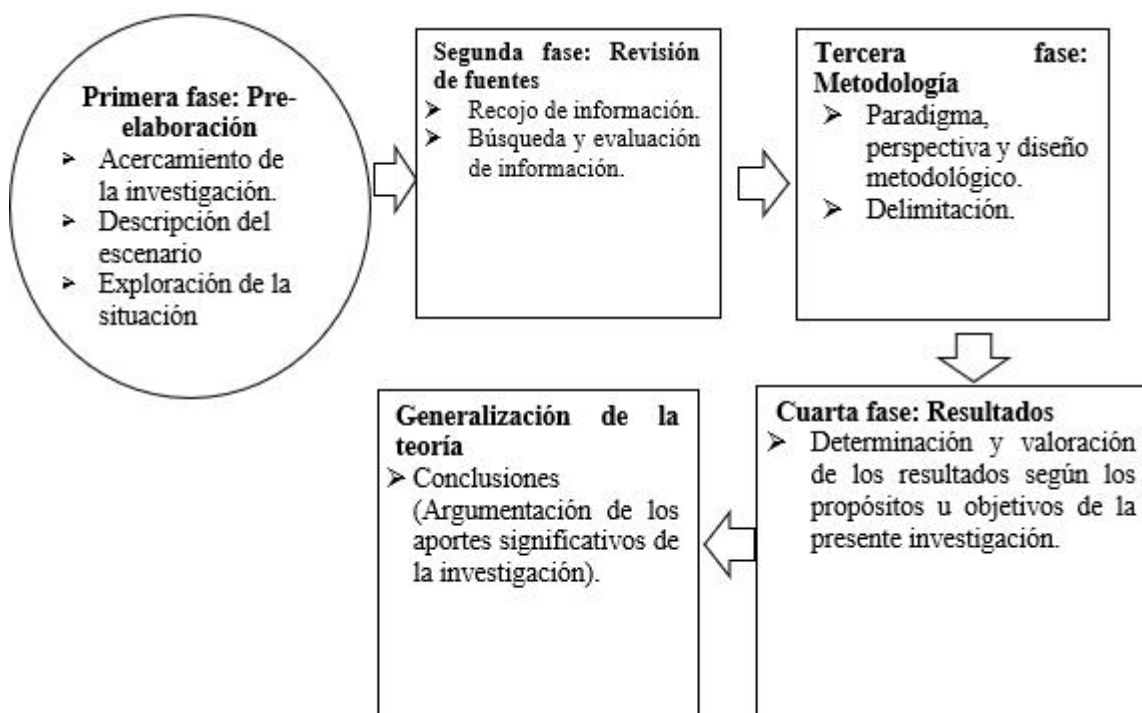 Primera fase: Pre-
elaboración
➤ Acercamiento de
la investigación.
➤ Descripción del
escenario
➤ Exploración de la
situación
Segunda fase: Revisión
de fuentes
➤ Recojo de información.
➤ Búsqueda y evaluación
de información.
Tercera fase:
Metodología
➤ Paradigma,
perspectiva y diseño
metodológico.
➤ Delimitación.
Cuarta fase: Resultados
➤ Determinación y valoración
de los resultados según los
propósitos u objetivos de la
presente investigación.
Generalización de la
teoría
➤ Conclusiones
(Argumentación de los
aportes significativos de
la investigación).